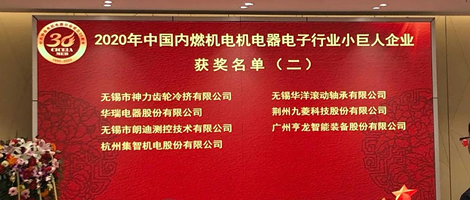 30
CICEIA
2020年中国内燃机电机电器电子行业小巨人企业
获奖名单（二）
无锡市神力齿轮冷挤有限公司
华瑞电器股份有限公司
无锡市朗迪测控技术有限公司
杭州集智机电股份有限公司
无锡华洋滚动轴承有限公司
荆州九菱科技股份有限公司
广州亨龙智能装备股份有限公司